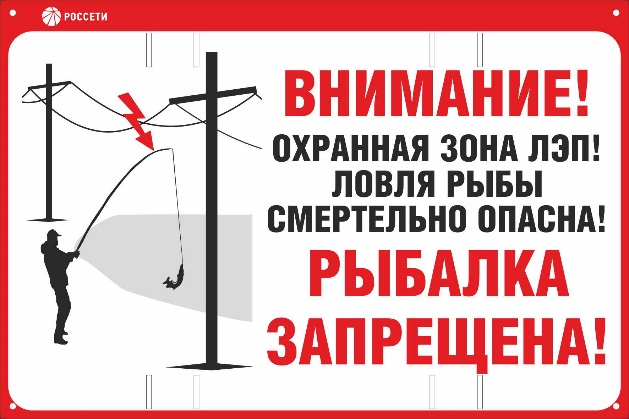 РОССЕТИ
ВНИМАНИЕ!
ОХРАННАЯ ЗОНА ЛЭП!
ЛОВЛЯ РЫБЫ
СМЕРТЕЛЬНО ОПАСНА!
РЫБАЛКА
ЗАПРЕЩЕНА!